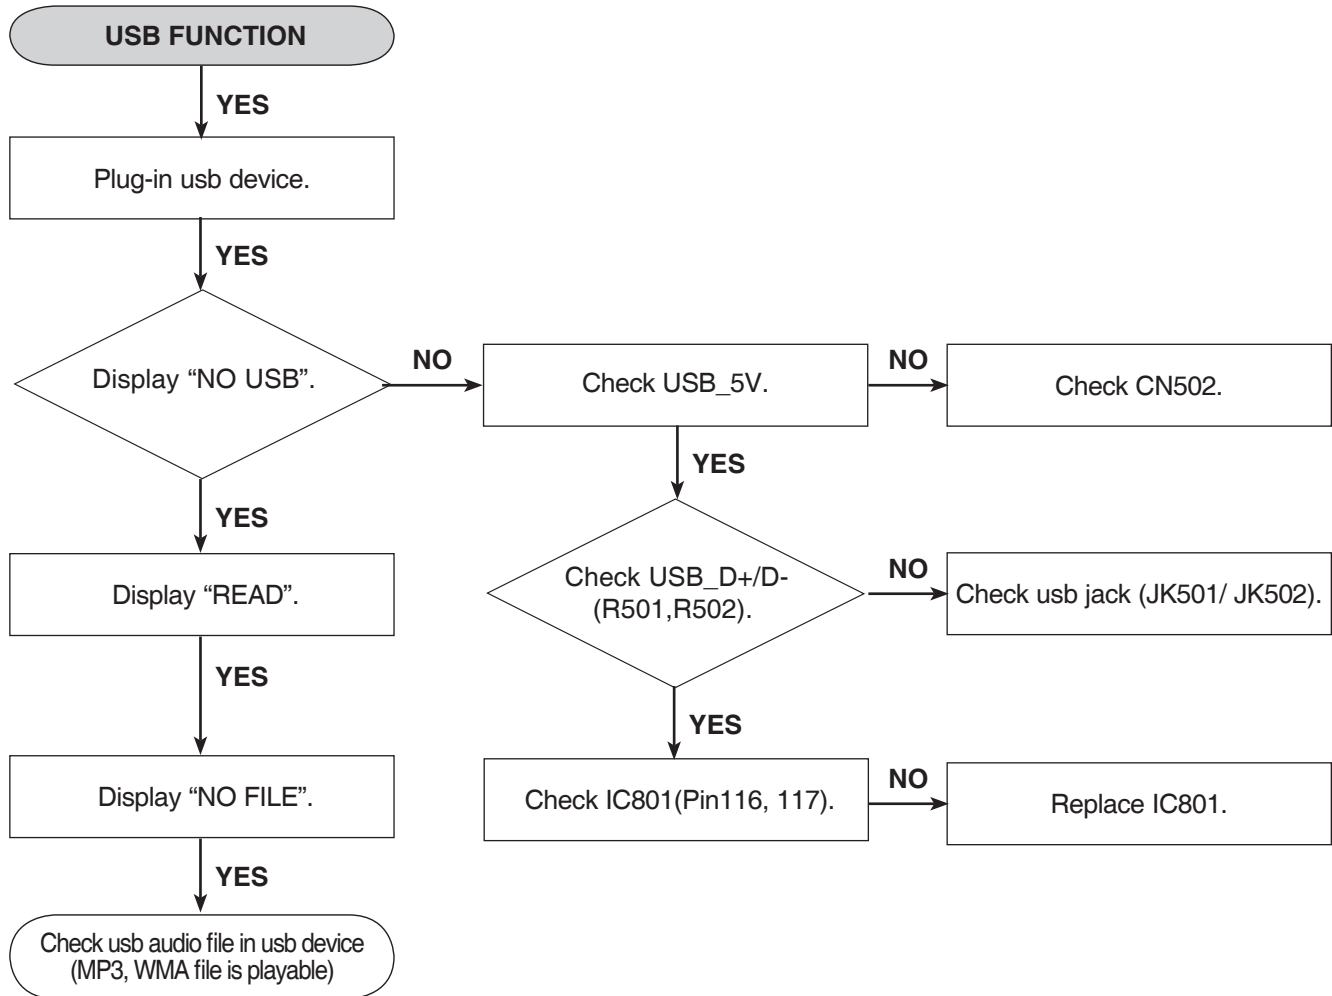 USB FUNCTION
YES
Plug-in usb device.
YES
Display “NO USB”.
NO
Check USB_5V.
NO
Check CN502.
YES
YES
Display “READ”.
Check USB_D+/D-
(R501,R502).
NO
Check usb jack (JK501/ JK502).
YES
YES
Display “NO FILE”.
Check IC801(Pin116, 117).
NO
Replace IC801.
YES
Check usb audio file in usb device
(MP3, WMA file is playable)